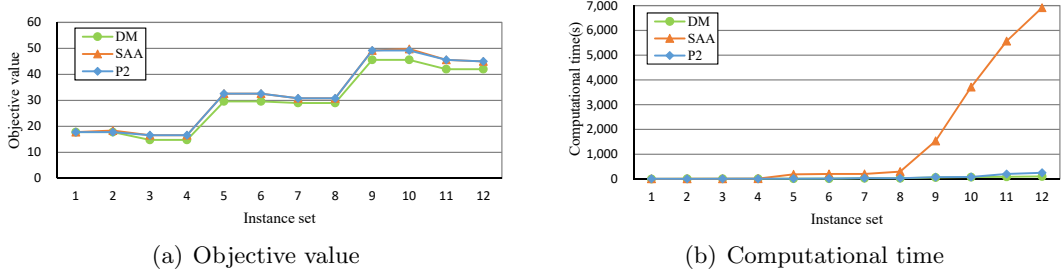 60
50
40
30
20
10
0
Objective value
DM
SAA
P2
1 2 3 4 5 6 7 8 9 10 11 12
Instance set
(a) Objective value
7,000
6,000
5,000
4,000
3,000
2,000
1,000
0
Computational time(s)
DM
SAA
P2
1 2 3 4 5 6 7 8 9 10 11 12
Instance set
(b) Computational time